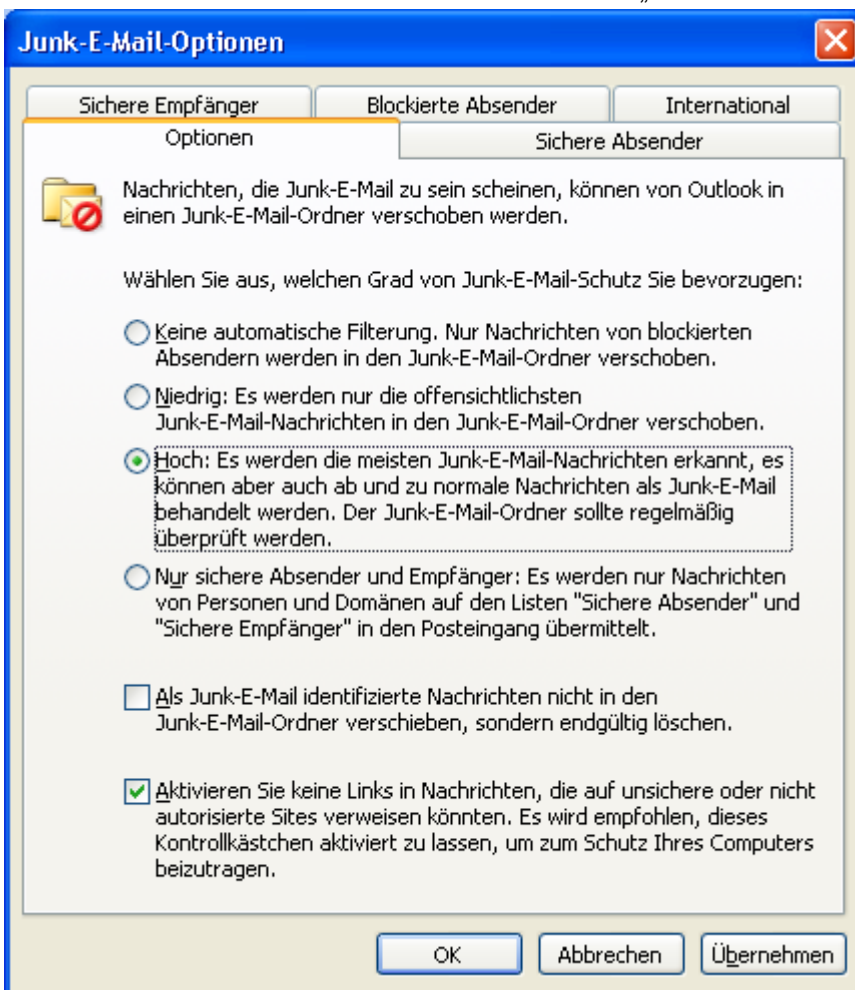 Junk-E-Mail-Optionen
Sichere Empfänger
Blockierte Absender
International
Optionen
Sichere Absender
Nachrichten, die Junk-E-Mail zu sein scheinen, können von Outlook in
einen Junk-E-Mail-Ordner verschoben werden.
Wählen Sie aus, welchen Grad von Junk-E-Mail-Schutz Sie bevorzugen:
Keine automatische Filterung. Nur Nachrichten von blockierten
Absendern werden in den Junk-E-Mail-Ordner verschoben.
Niedrig: Es werden nur die offensichtlichsten
Junk-E-Mail-Nachrichten in den Junk-E-Mail-Ordner verschoben.
Hoch: Es werden die meisten Junk-E-Mail-Nachrichten erkannt, es
können aber auch ab und zu normale Nachrichten als Junk-E-Mail
behandelt werden. Der Junk-E-Mail-Ordner sollte regelmäßig
überprüft werden.
Nur sichere Absender und Empfänger: Es werden nur Nachrichten
von Personen und Domänen auf den Listen "Sichere Absender" und
"Sichere Empfänger" in den Posteingang übermittelt.
Als Junk-E-Mail identifizierte Nachrichten nicht in den
Junk-E-Mail-Ordner verschieben, sondern endgültig löschen.
Aktivieren Sie keine Links in Nachrichten, die auf unsichere oder nicht
autorisierte Sites verweisen könnten. Es wird empfohlen, dieses
Kontrollkästchen aktiviert zu lassen, um zum Schutz Ihres Computers
beizutragen.
OK
Abbrechen
Übernehmen